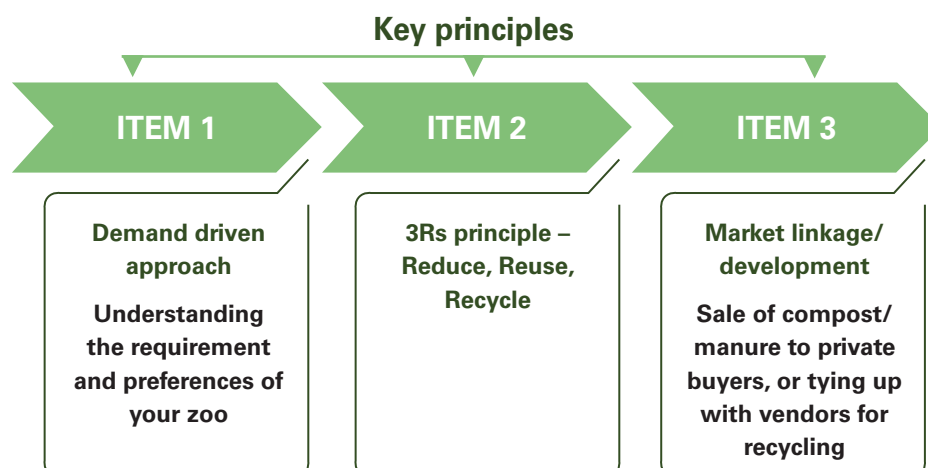 Key principles
ITEM 1
ITEM 2
ITEM 3
Demand driven
approach
Understanding
the requirement
and preferences of
your zoo
3Rs principle –
Reduce, Reuse,
Recycle
Market linkage/
development
Sale of compost/
manure to private
buyers, or tying up
with vendors for
recycling